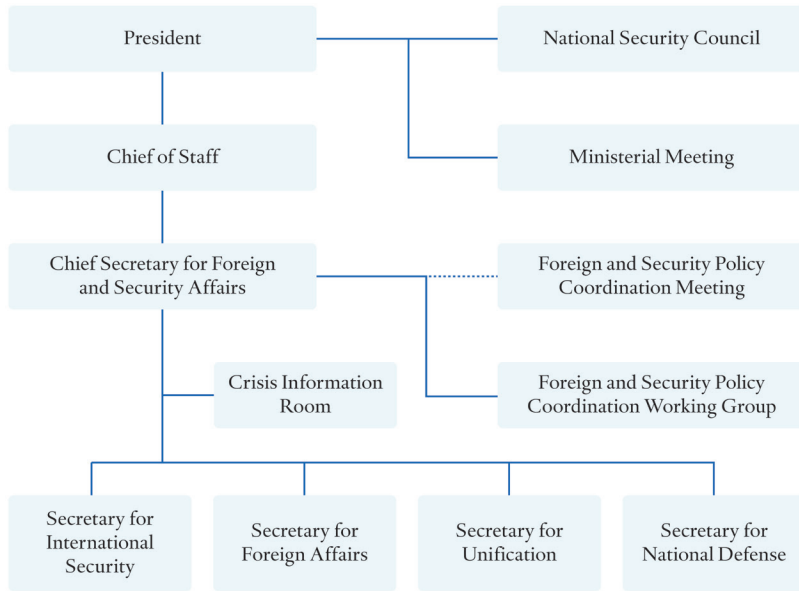 President
National Security Council
Chief of Staff
Ministerial Meeting
Chief Secretary for Foreign
and Security Affairs
Foreign and Security Policy
Coordination Meeting
Crisis Information
Room
Foreign and Security Policy
Coordination Working Group
Secretary for
International
Security
Secretary for
Foreign Affairs
Secretary for
Unification
Secretary for
National Defense